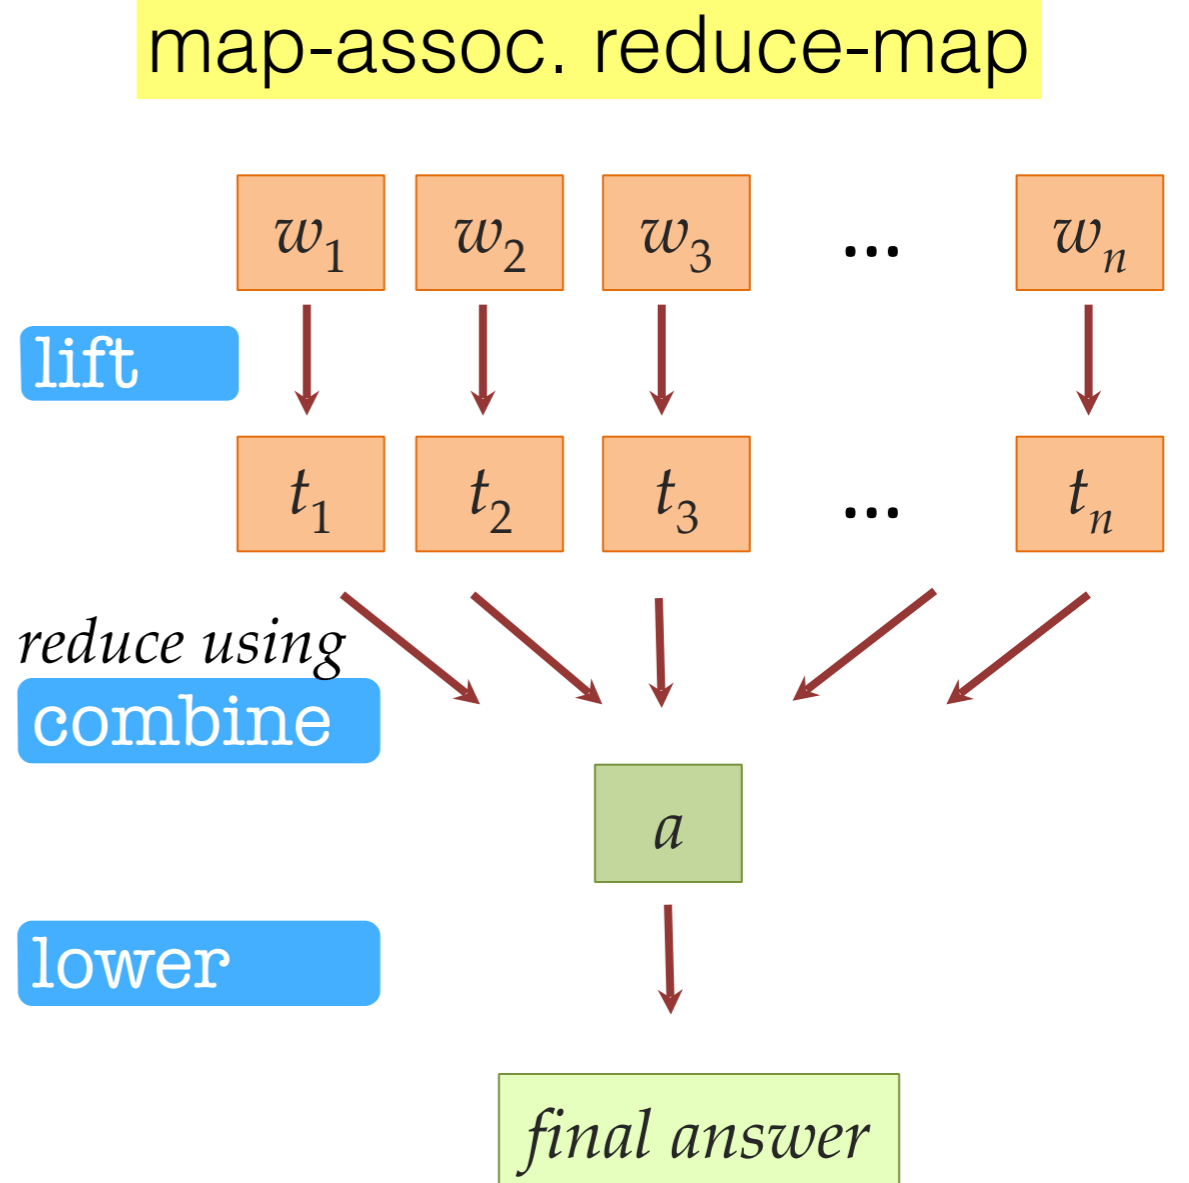 map-assoc. reduce-map
w1 w2 w3 ... wn
lift
t1 t2 t3 ... tn
reduce using
combine
a
lower
final answer